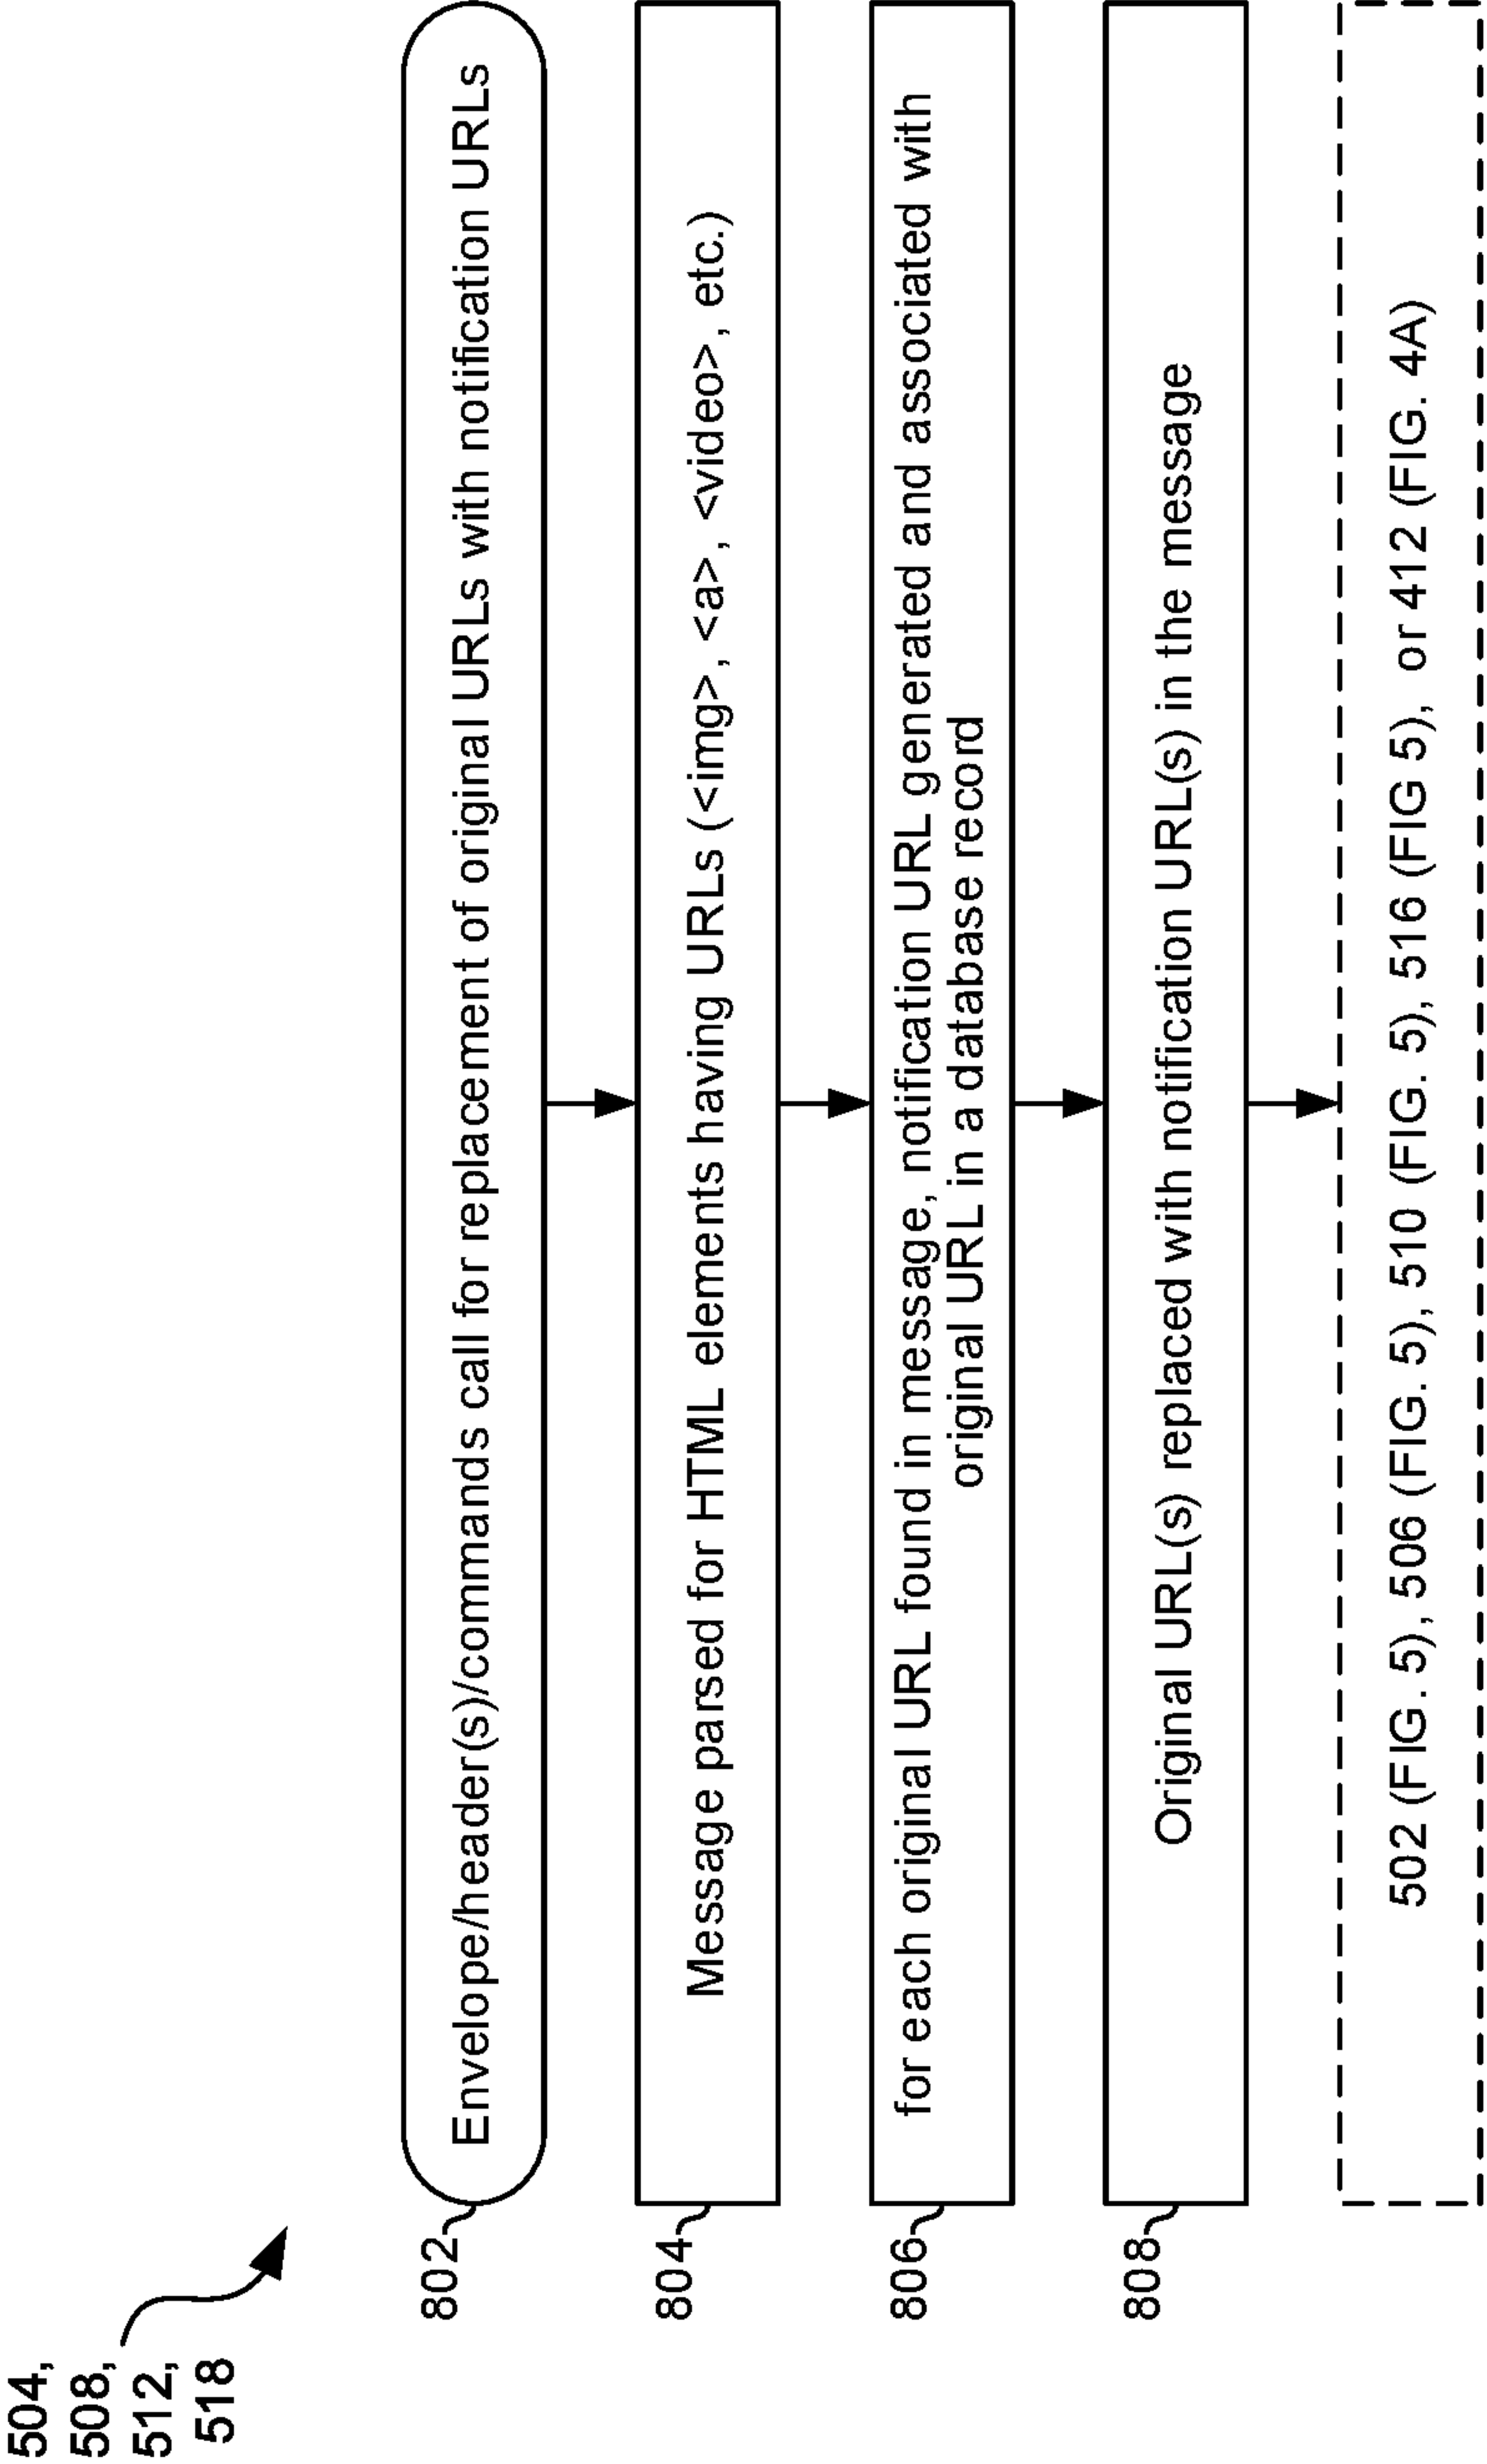 504,
508,
512,
518
802
Envelope/header(s)/commands call for replacement of original URLs with notification URLs
804
Message parsed for HTML elements having URLs (<img>, <a>, <video>, etc.)
806
for each original URL found in message, notification URL generated and associated with
original URL in a database record
808
Original URL(s) replaced with notification URL(s) in the message
502 (FIG. 5), 506 (FIG. 5), 510 (FIG. 5), 516 (FIG 5), or 412 (FIG. 4A)